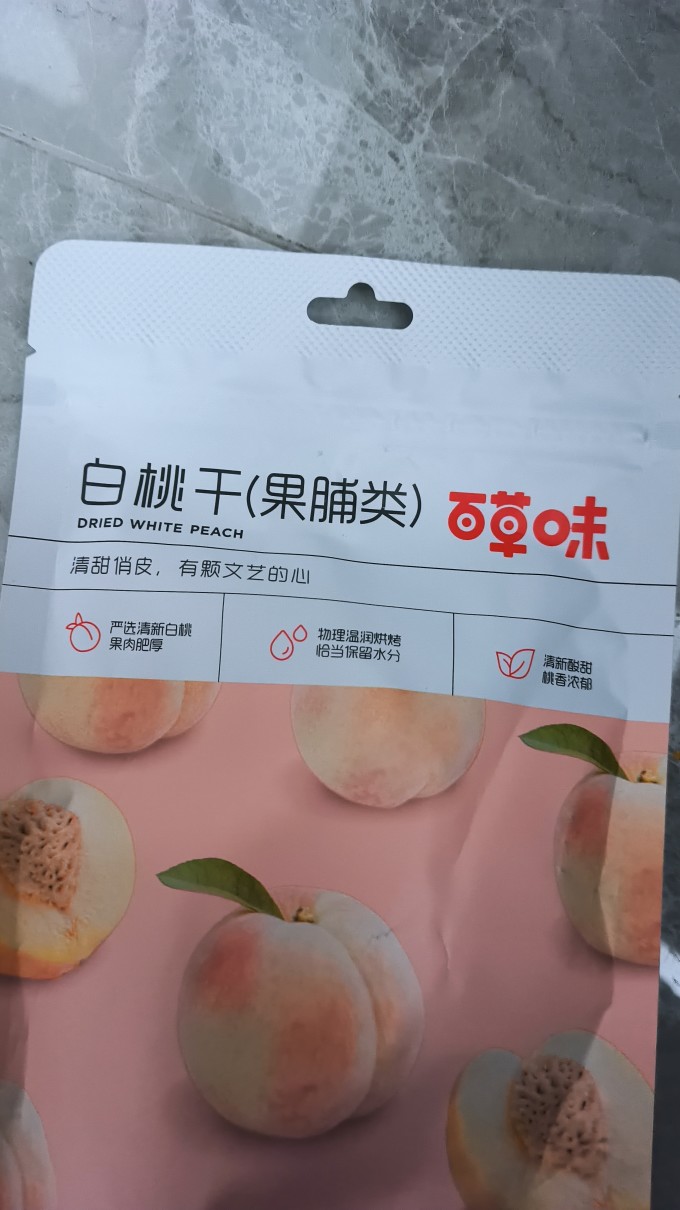 白桃干(果脯类)
百草味
DRIED WHITE PEACH
清甜俏皮，有颗文艺的心
严选清新白桃
果肉肥厚
物理温润烘烤
恰当保留水分
清新酸甜
桃香浓郁